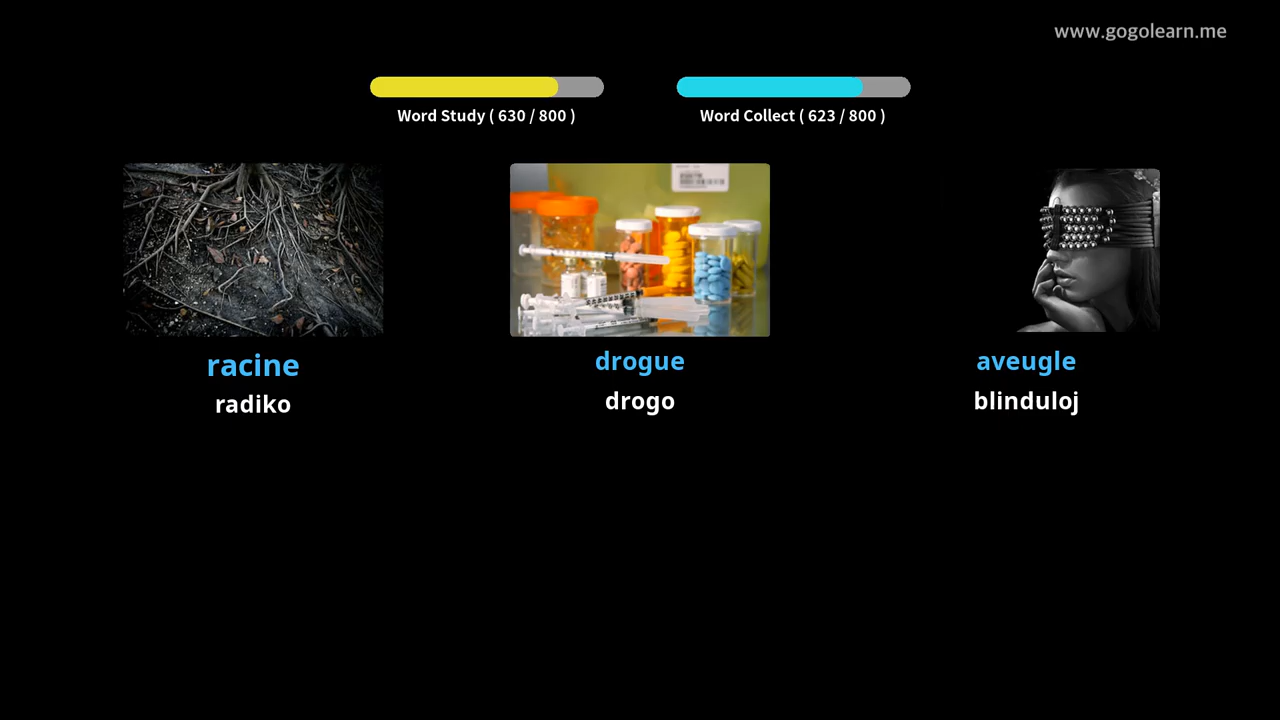 www.gogolearn.me
Word Study ( 630 / 800 )
Word Collect ( 623 / 800 )
racine
radiko
drogue
drogo
aveugle
blinduloj